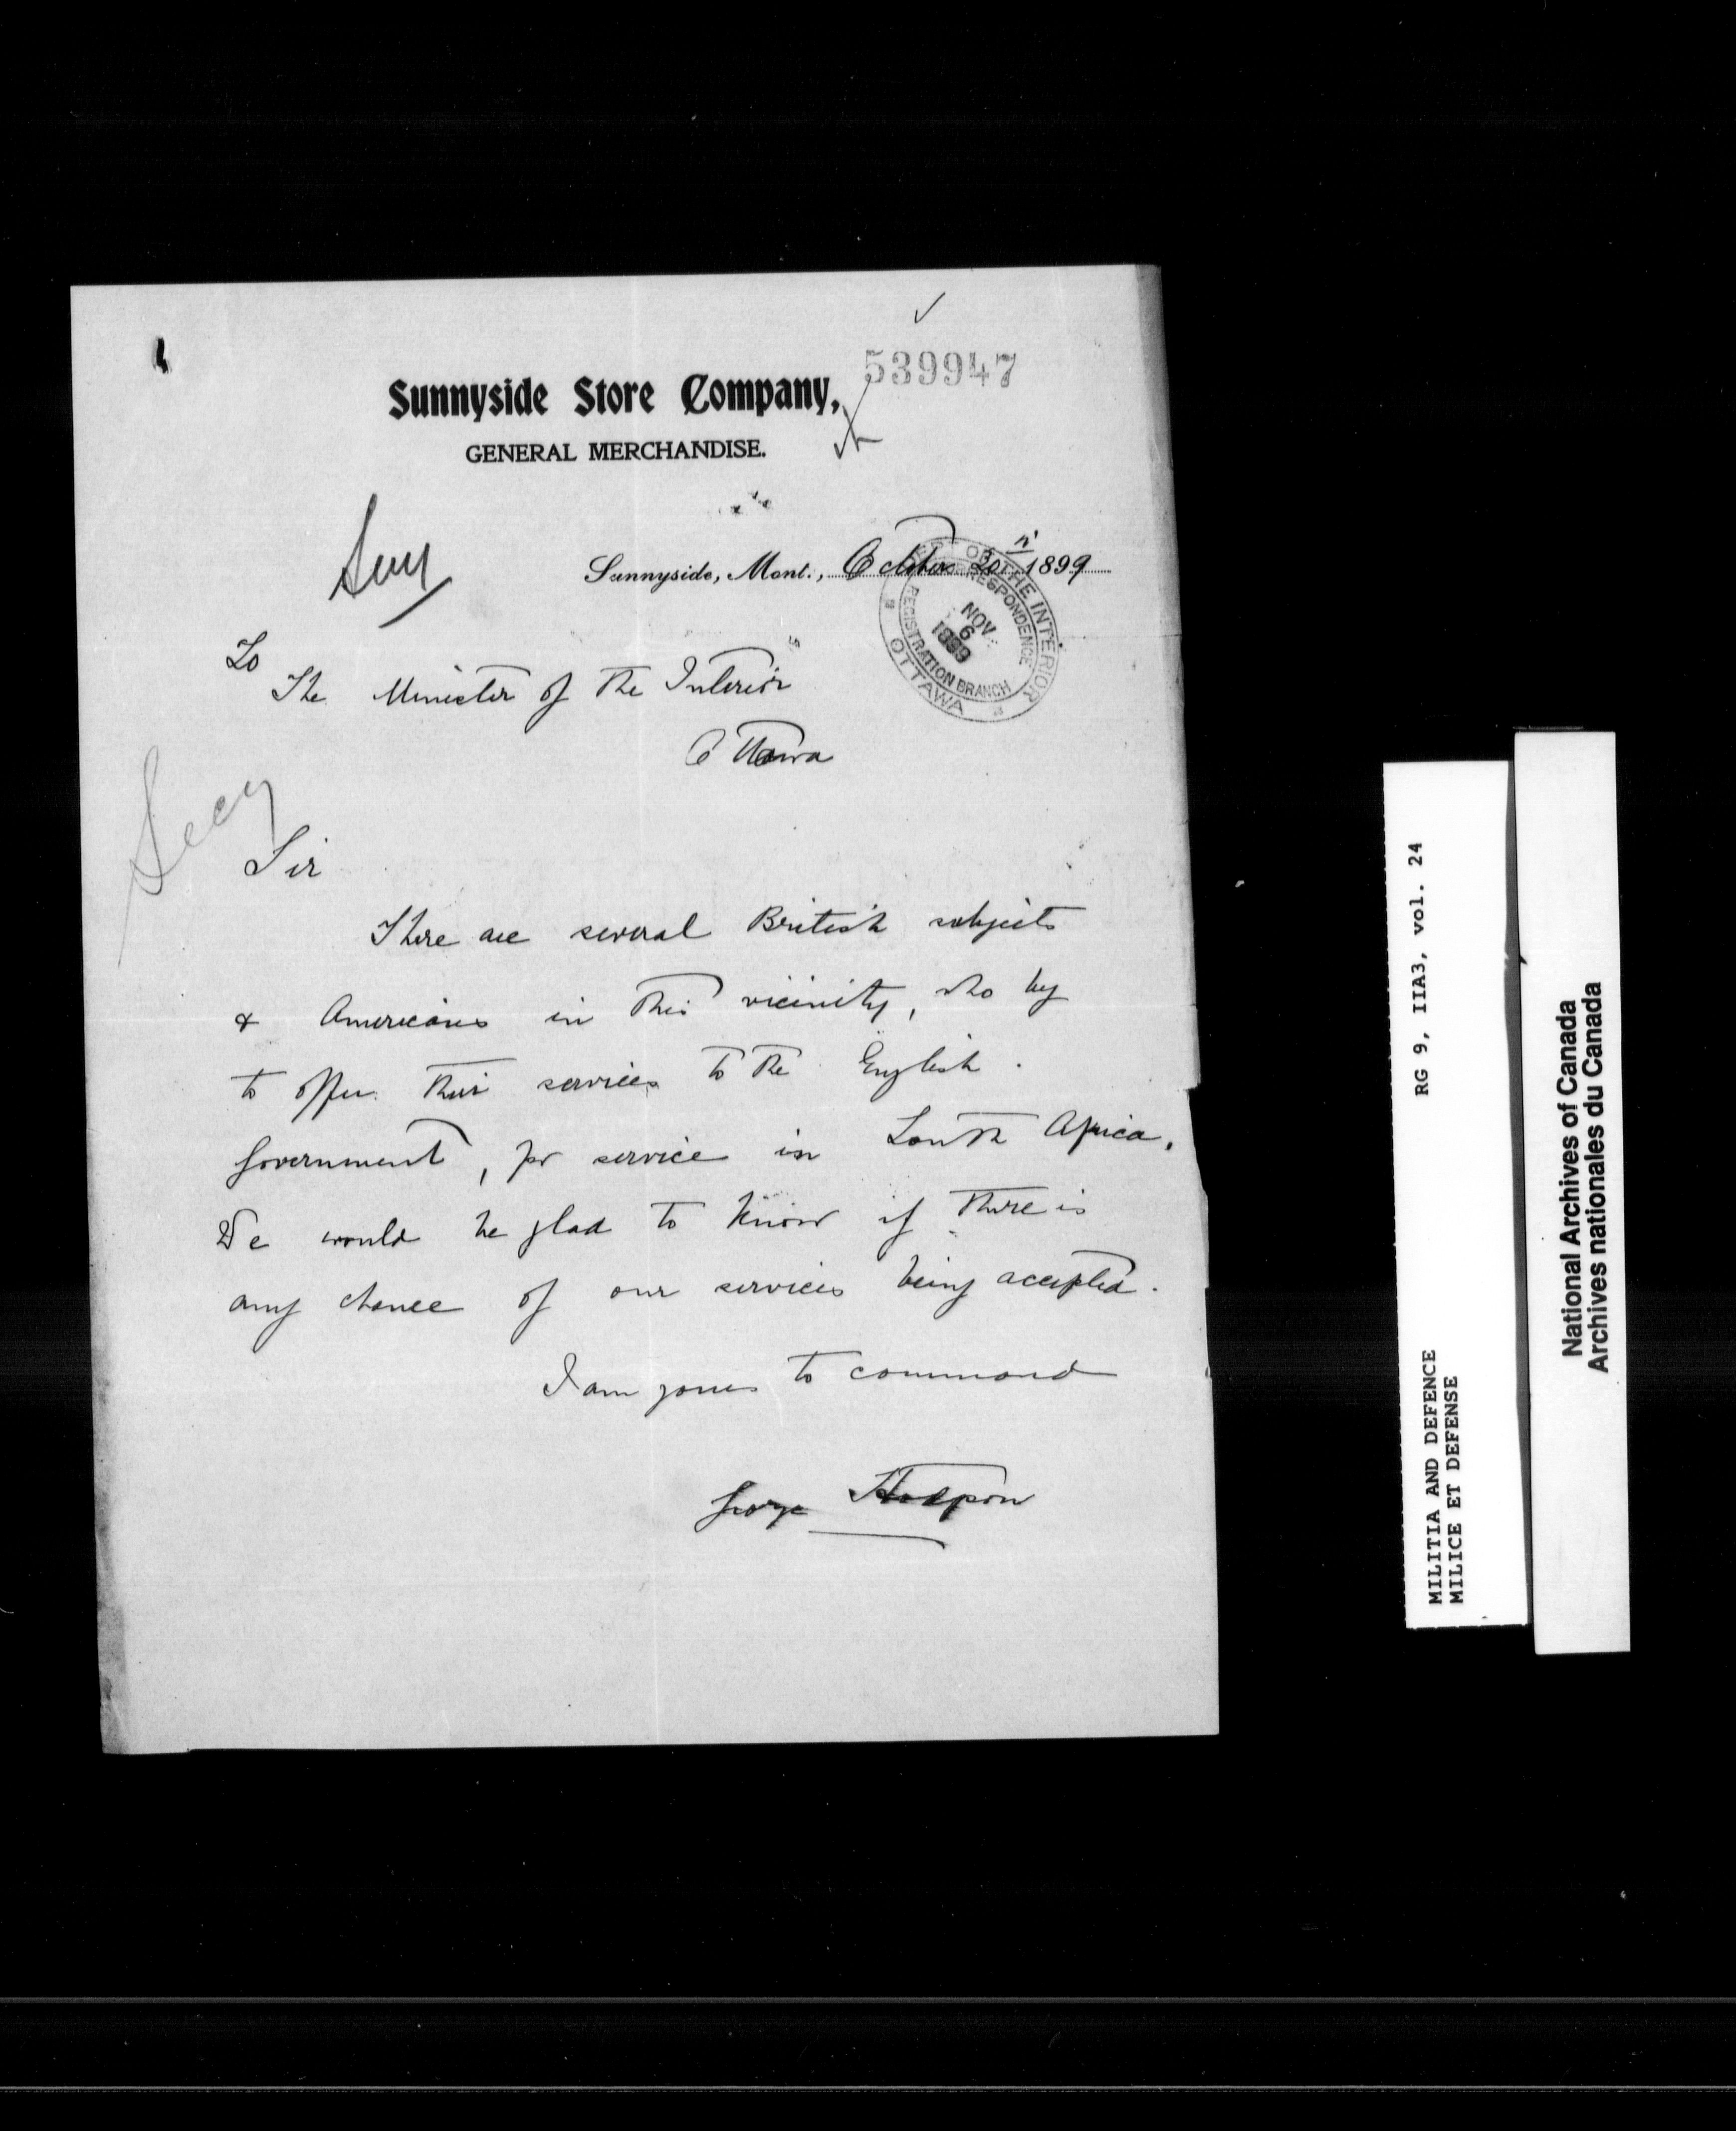 539947
Sunnyside Store Company,
GENERAL MERCHANDISE.
Secy
Sunnyside, Mont., October 20th 1899
DEPT. OF THE INTERIOR
CORRESPONDENCE
NOV 6 1899
REGISTRATION BRANCH
OTTAWA
To
The Minister of the Interior
Ottawa
Secy
Sir
There are several British subjects
& Americans in this vicinity, who beg
to offer their services to the English
Government, for service in South Africa.
We would be glad to know if there is
any chance of our services being accepted.
I am yours to command
George
MILITIA AND DEFENCE RG 9, IIA3, vol. 24
MILICE ET DEFENSE
National Archives of Canada
Archives nationales du Canada